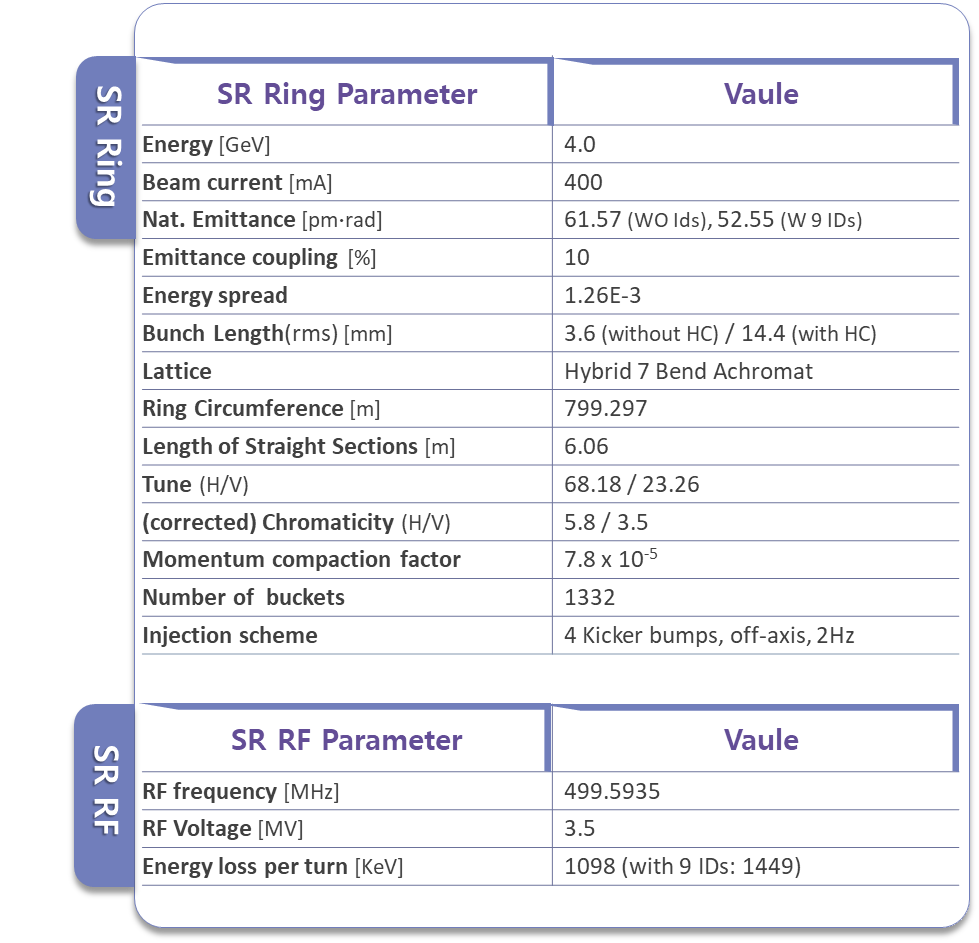 SR Ring
SR Ring Parameter Vaule
Energy [GeV] 4.0
Beam current [mA] 400
Nat. Emittance [pm·rad] 61.57 (WO Ids), 52.55 (W 9 IDs)
Emittance coupling [%] 10
Energy spread 1.26E-3
Bunch Length(rms) [mm] 3.6 (without HC) / 14.4 (with HC)
Lattice Hybrid 7 Bend Achromat
Ring Circumference [m] 799.297
Length of Straight Sections [m] 6.06
Tune (H/V) 68.18 / 23.26
(corrected) Chromaticity (H/V) 5.8 / 3.5
Momentum compaction factor 7.8 x 10⁻⁵
Number of buckets 1332
Injection scheme 4 Kicker bumps, off-axis, 2Hz
SR RF
SR RF Parameter Vaule
RF frequency [MHz] 499.5935
RF Voltage [MV] 3.5
Energy loss per turn [KeV] 1098 (with 9 IDs: 1449)